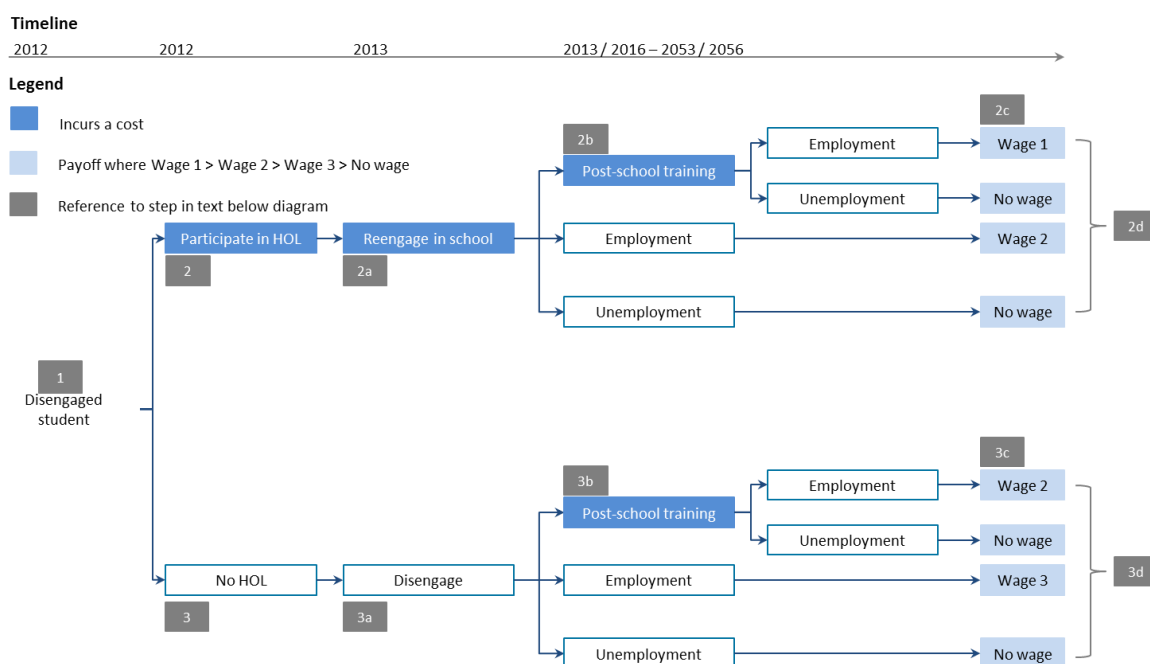 Timeline
2012 2012 2013 2013 / 2016 – 2053 / 2056
Legend
Incurs a cost
Payoff where Wage 1 > Wage 2 > Wage 3 > No wage
Reference to step in text below diagram
2c
2b
Employment
Wage 1
Post-school training
Unemployment
No wage
Participate in HOL
Reengage in school
Employment
Wage 2
2d
2
2a
Unemployment
No wage
1
Disengaged
student
3c
3b
Employment
Wage 2
Post-school training
Unemployment
No wage
3d
No HOL
Disengage
Employment
Wage 3
3
3a
Unemployment
No wage